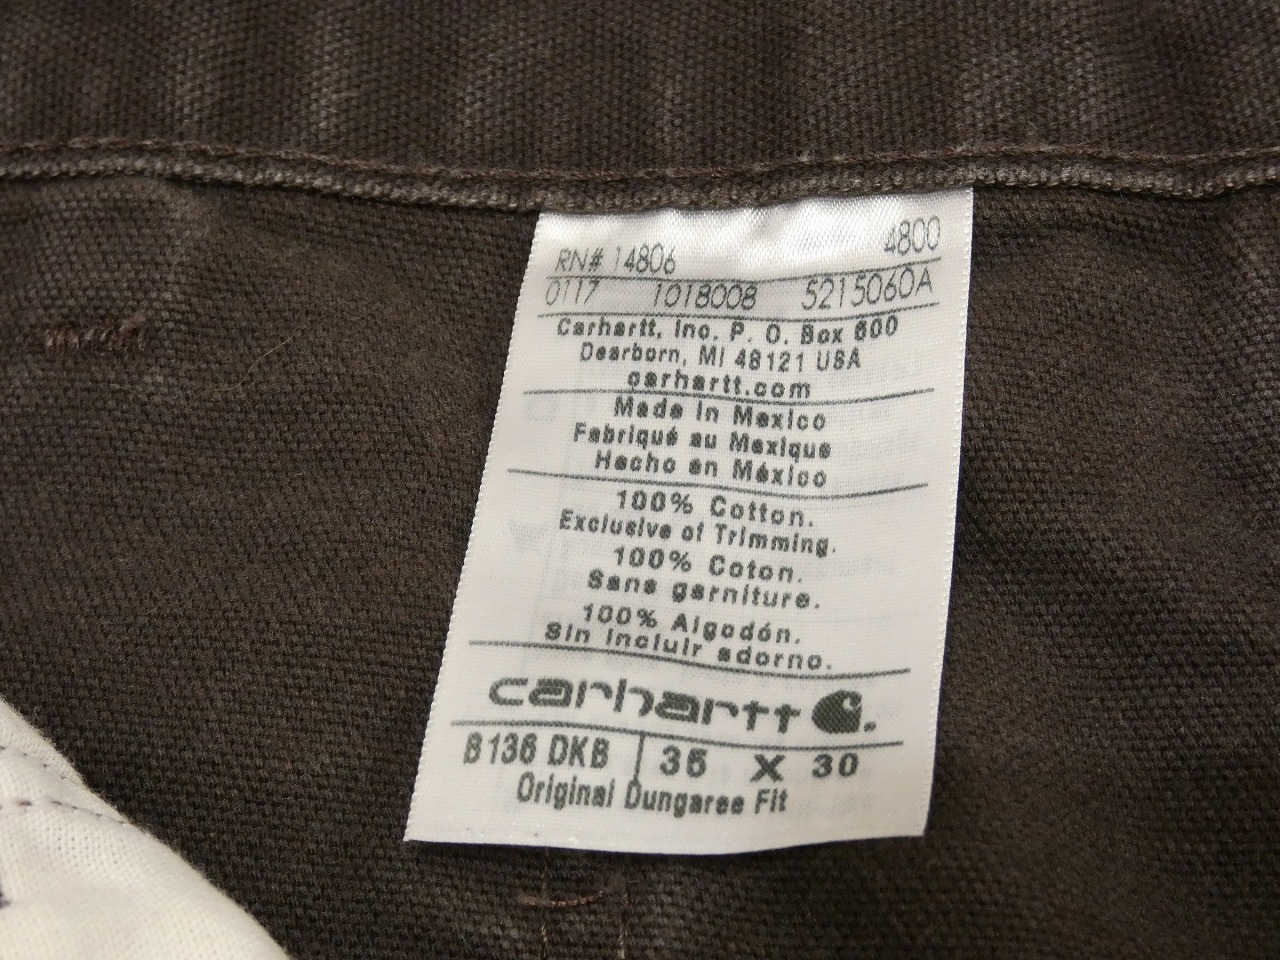 RN# 14806 4800
0117 1018008 5215060A
Carhartt, Inc. P. O. Box 600
Dearborn, MI 48121 USA
carhartt.com
Made in Mexico
Fabriqué au Mexique
Hecho en México
100% Cotton.
Exclusive of Trimming.
100% Coton.
Sans garniture.
100% Algodón.
Sin incluir adorno.
carhartt
B136 DKB 35 X 30
Original Dungaree Fit